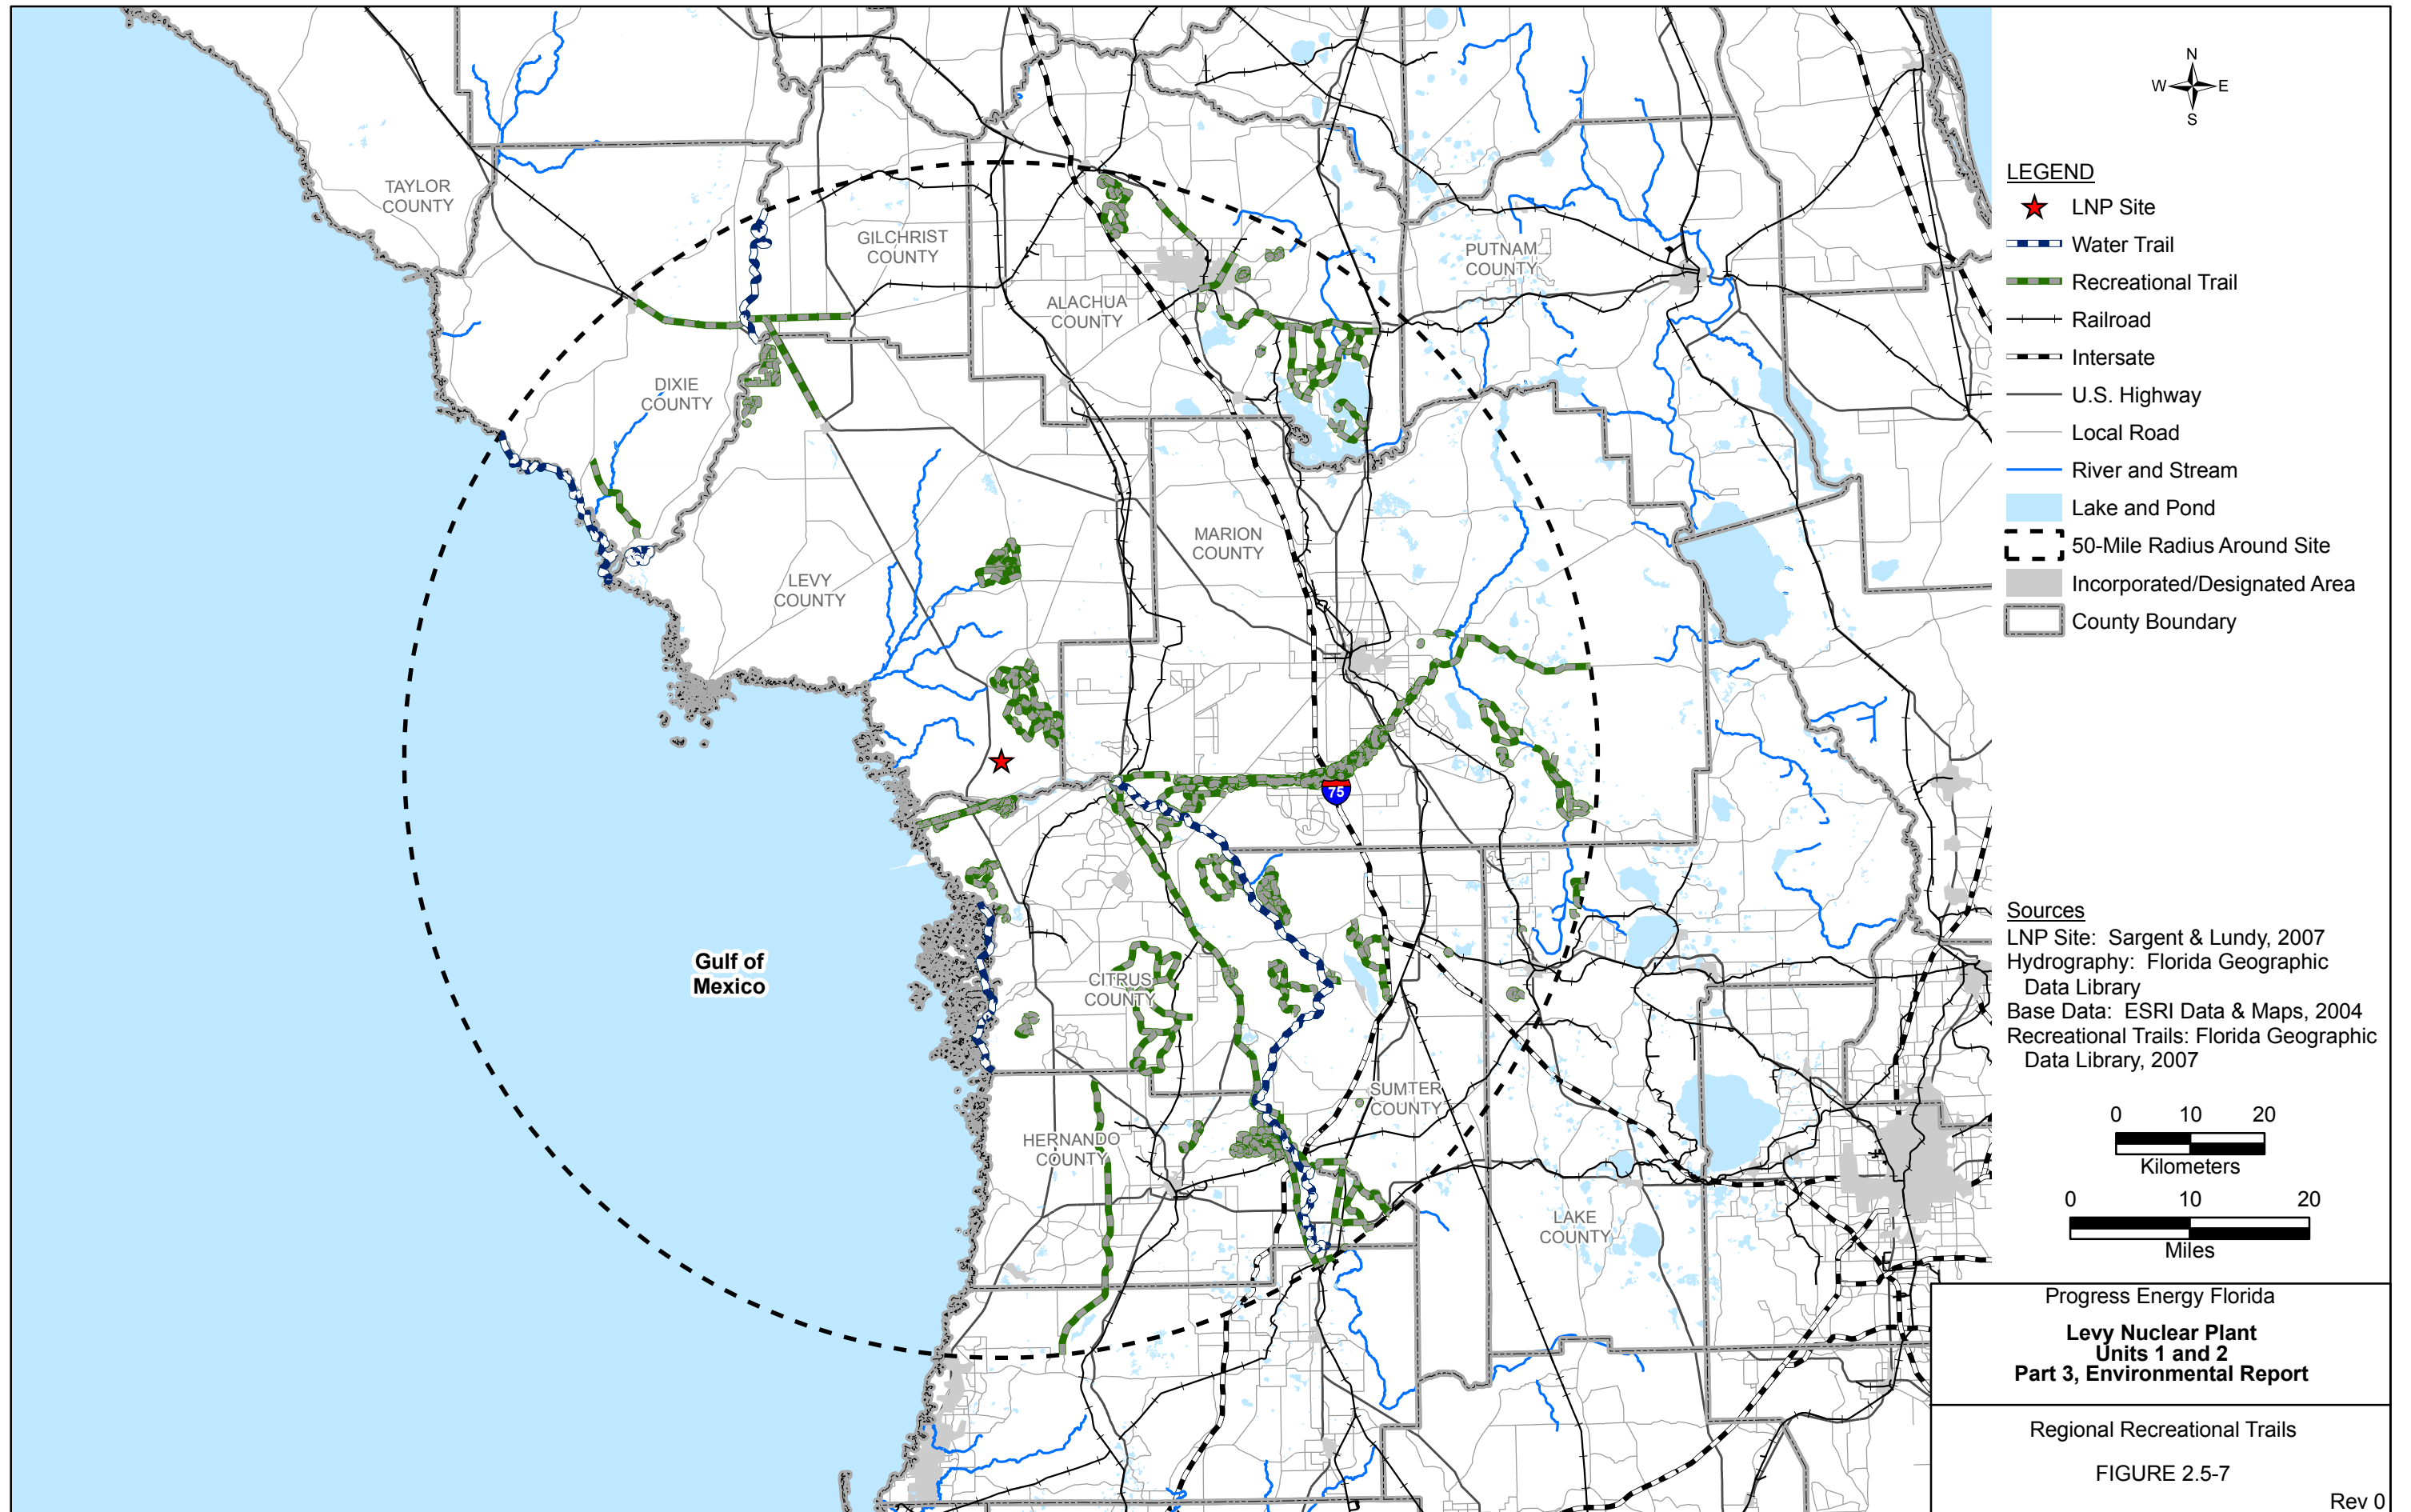 TAYLOR
COUNTY
GILCHRIST
COUNTY
ALACHUA
COUNTY
PUTNAM
COUNTY
DIXIE
COUNTY
LEVY
COUNTY
MARION
COUNTY
75
Gulf of
Mexico
CITRUS
COUNTY
SUMTER
COUNTY
HERNANDO
COUNTY
LAKE
COUNTY
N
W E
S
LEGEND
LNP Site
Water Trail
Recreational Trail
Railroad
Intersate
U.S. Highway
Local Road
River and Stream
Lake and Pond
50-Mile Radius Around Site
Incorporated/Designated Area
County Boundary
Sources
LNP Site: Sargent & Lundy, 2007
Hydrography: Florida Geographic
Data Library
Base Data: ESRI Data & Maps, 2004
Recreational Trails: Florida Geographic
Data Library, 2007
0 10 20
Kilometers
0 10 20
Miles
Progress Energy Florida
Levy Nuclear Plant
Units 1 and 2
Part 3, Environmental Report
Regional Recreational Trails
FIGURE 2.5-7
Rev 0